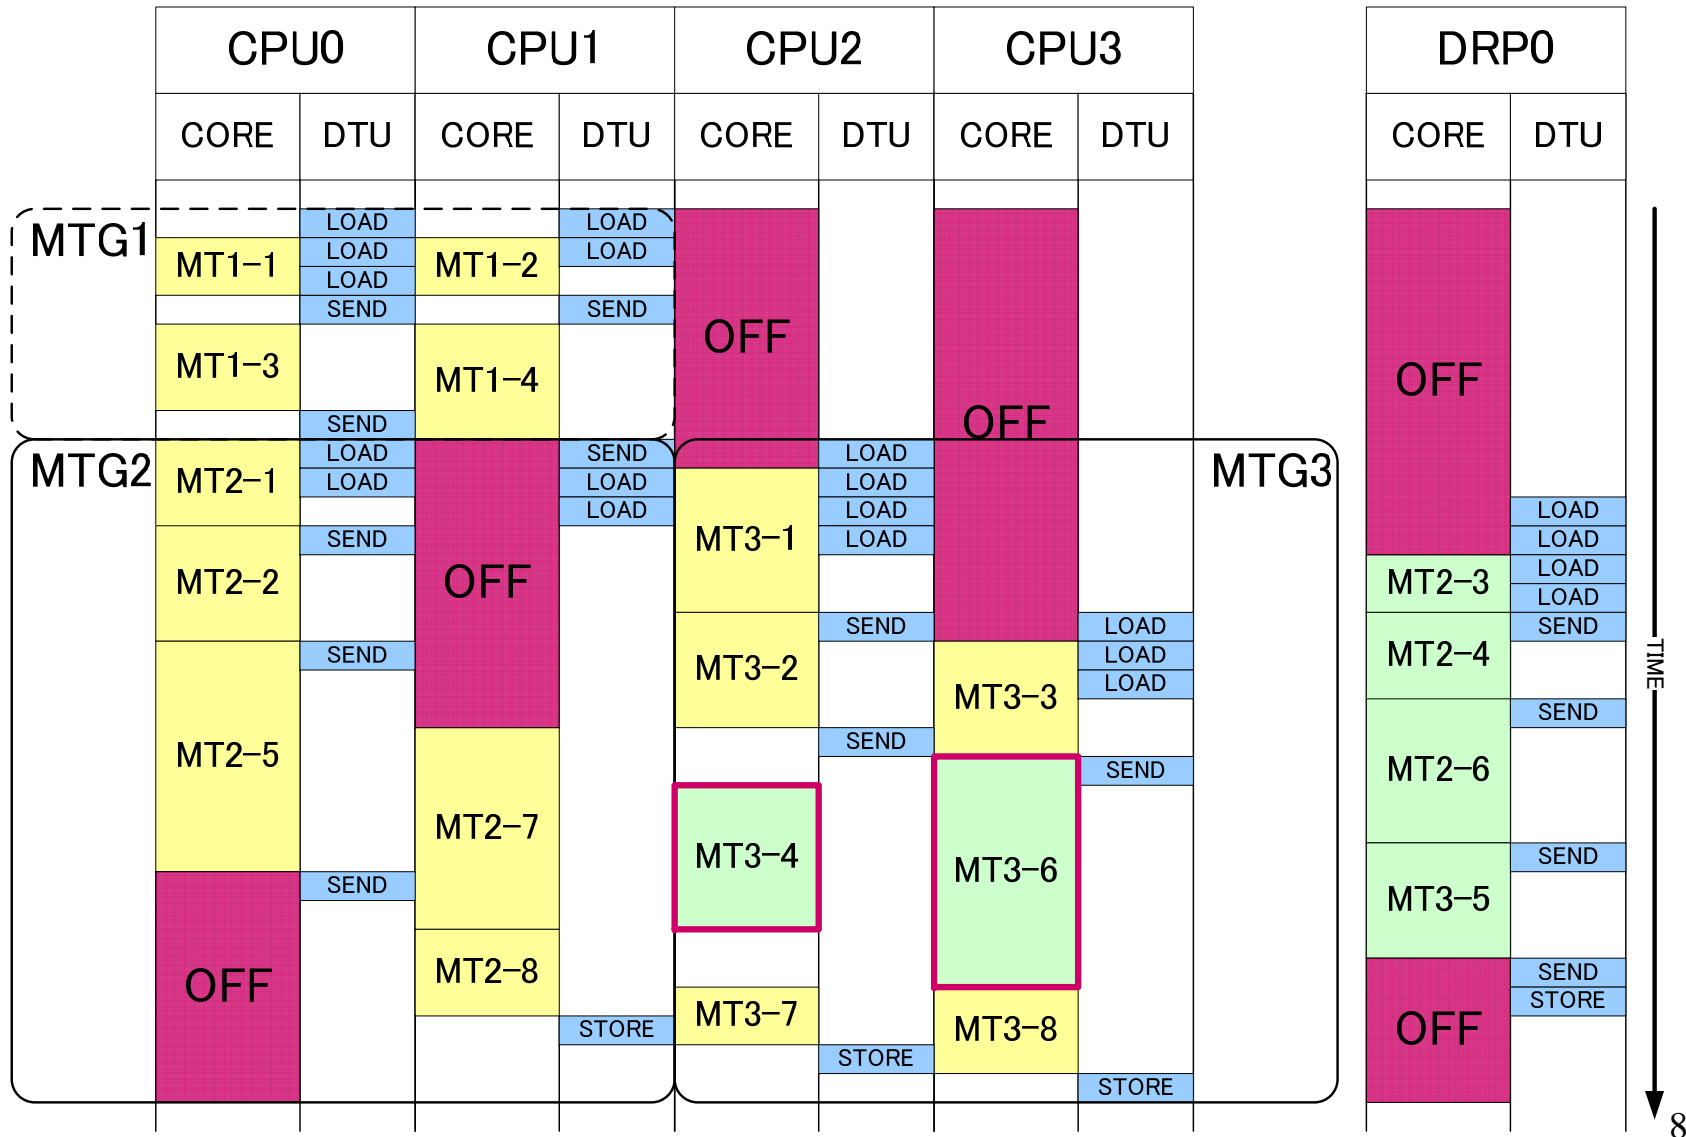 CPU0 CPU1 CPU2 CPU3 DRP0
CORE DTU CORE DTU CORE DTU CORE DTU CORE DTU
LOAD LOAD
MTG1
LOAD LOAD
MT1-1 MT1-2
LOAD
SEND SEND
OFF
MT1-3 MT1-4 OFF
OFF
SEND
LOAD SEND LOAD
MTG2 MT2-1 MTG3
LOAD LOAD LOAD
LOAD LOAD LOAD
SEND MT3-1 LOAD LOAD
LOAD
MT2-2 OFF MT2-3
LOAD
SEND LOAD SEND
SEND LOAD MT2-4
MT3-2 TIME
LOAD
MT3-3
SEND
SEND
MT2-5 SEND MT2-6
MT2-7
MT3-4 MT3-6 SEND
SEND
MT3-5
MT2-8 SEND
OFF STORE
MT3-7 MT3-8 OFF
STORE
STORE
STORE
8